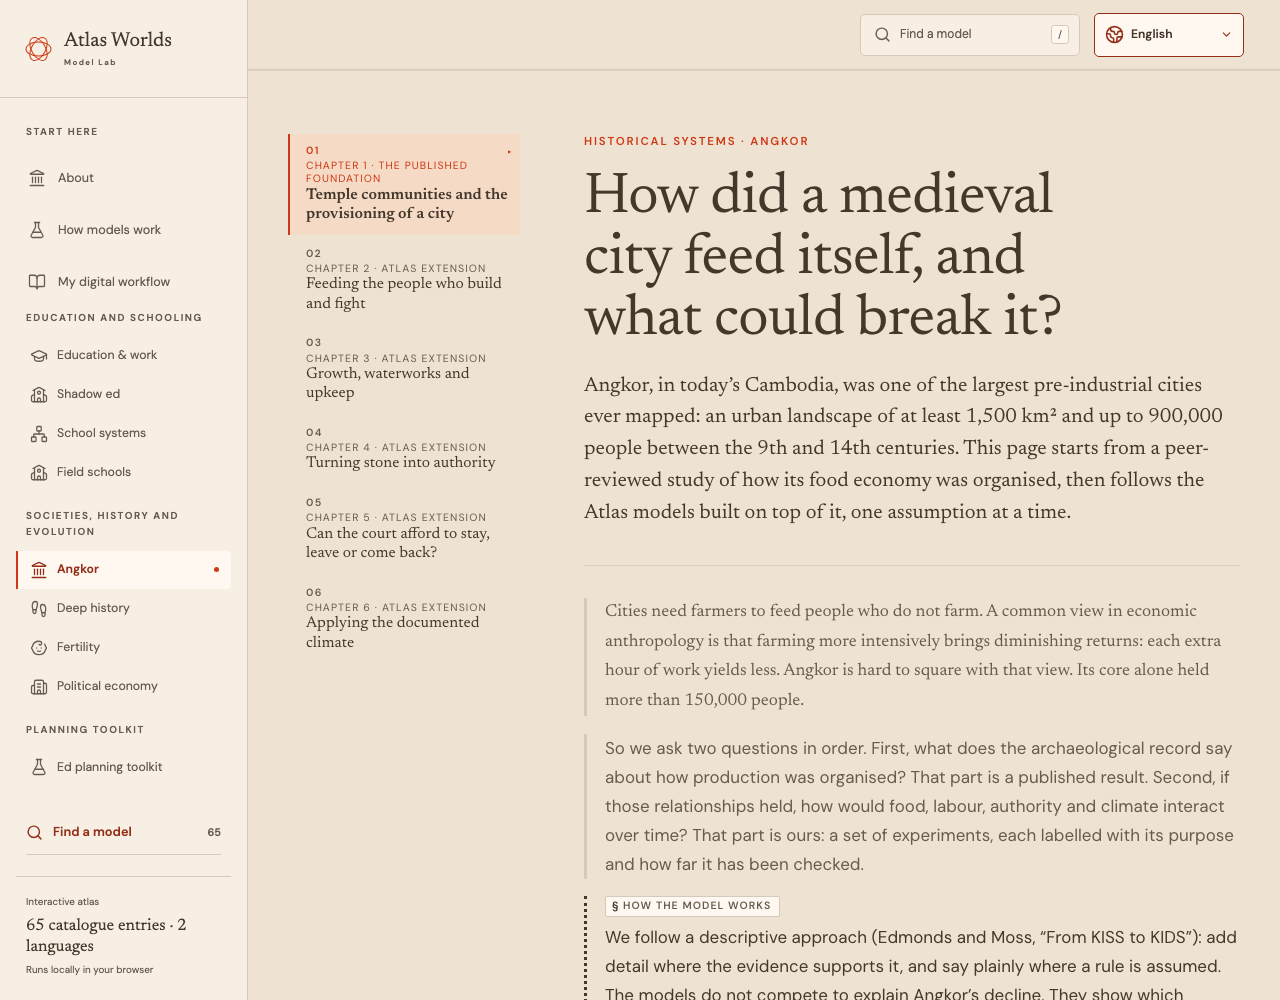 Atlas Worlds
Model Lab
START HERE
About
How models work
My digital workflow
EDUCATION AND SCHOOLING
Education & work
Shadow ed
School systems
Field schools
SOCIETIES, HISTORY AND
EVOLUTION
Angkor
Deep history
Fertility
Political economy
PLANNING TOOLKIT
Ed planning toolkit
Find a model 65
Interactive atlas
65 catalogue entries · 2
languages
Runs locally in your browser
Find a model /
English
01
CHAPTER 1 · THE PUBLISHED
FOUNDATION
Temple communities and the
provisioning of a city
02
CHAPTER 2 · ATLAS EXTENSION
Feeding the people who build
and fight
03
CHAPTER 3 · ATLAS EXTENSION
Growth, waterworks and
upkeep
04
CHAPTER 4 · ATLAS EXTENSION
Turning stone into authority
05
CHAPTER 5 · ATLAS EXTENSION
Can the court afford to stay,
leave or come back?
06
CHAPTER 6 · ATLAS EXTENSION
Applying the documented
climate
HISTORICAL SYSTEMS · ANGKOR
How did a medieval
city feed itself, and
what could break it?
Angkor, in today’s Cambodia, was one of the largest pre-industrial cities
ever mapped: an urban landscape of at least 1,500 km² and up to 900,000
people between the 9th and 14th centuries. This page starts from a peer-
reviewed study of how its food economy was organised, then follows the
Atlas models built on top of it, one assumption at a time.
Cities need farmers to feed people who do not farm. A common view in economic
anthropology is that farming more intensively brings diminishing returns: each extra
hour of work yields less. Angkor is hard to square with that view. Its core alone held
more than 150,000 people.
So we ask two questions in order. First, what does the archaeological record say
about how production was organised? That part is a published result. Second, if
those relationships held, how would food, labour, authority and climate interact
over time? That part is ours: a set of experiments, each labelled with its purpose
and how far it has been checked.
§ HOW THE MODEL WORKS
We follow a descriptive approach (Edmonds and Moss, “From KISS to KIDS”): add
detail where the evidence supports it, and say plainly where a rule is assumed.
The models do not compete to explain Angkor’s decline. They show which